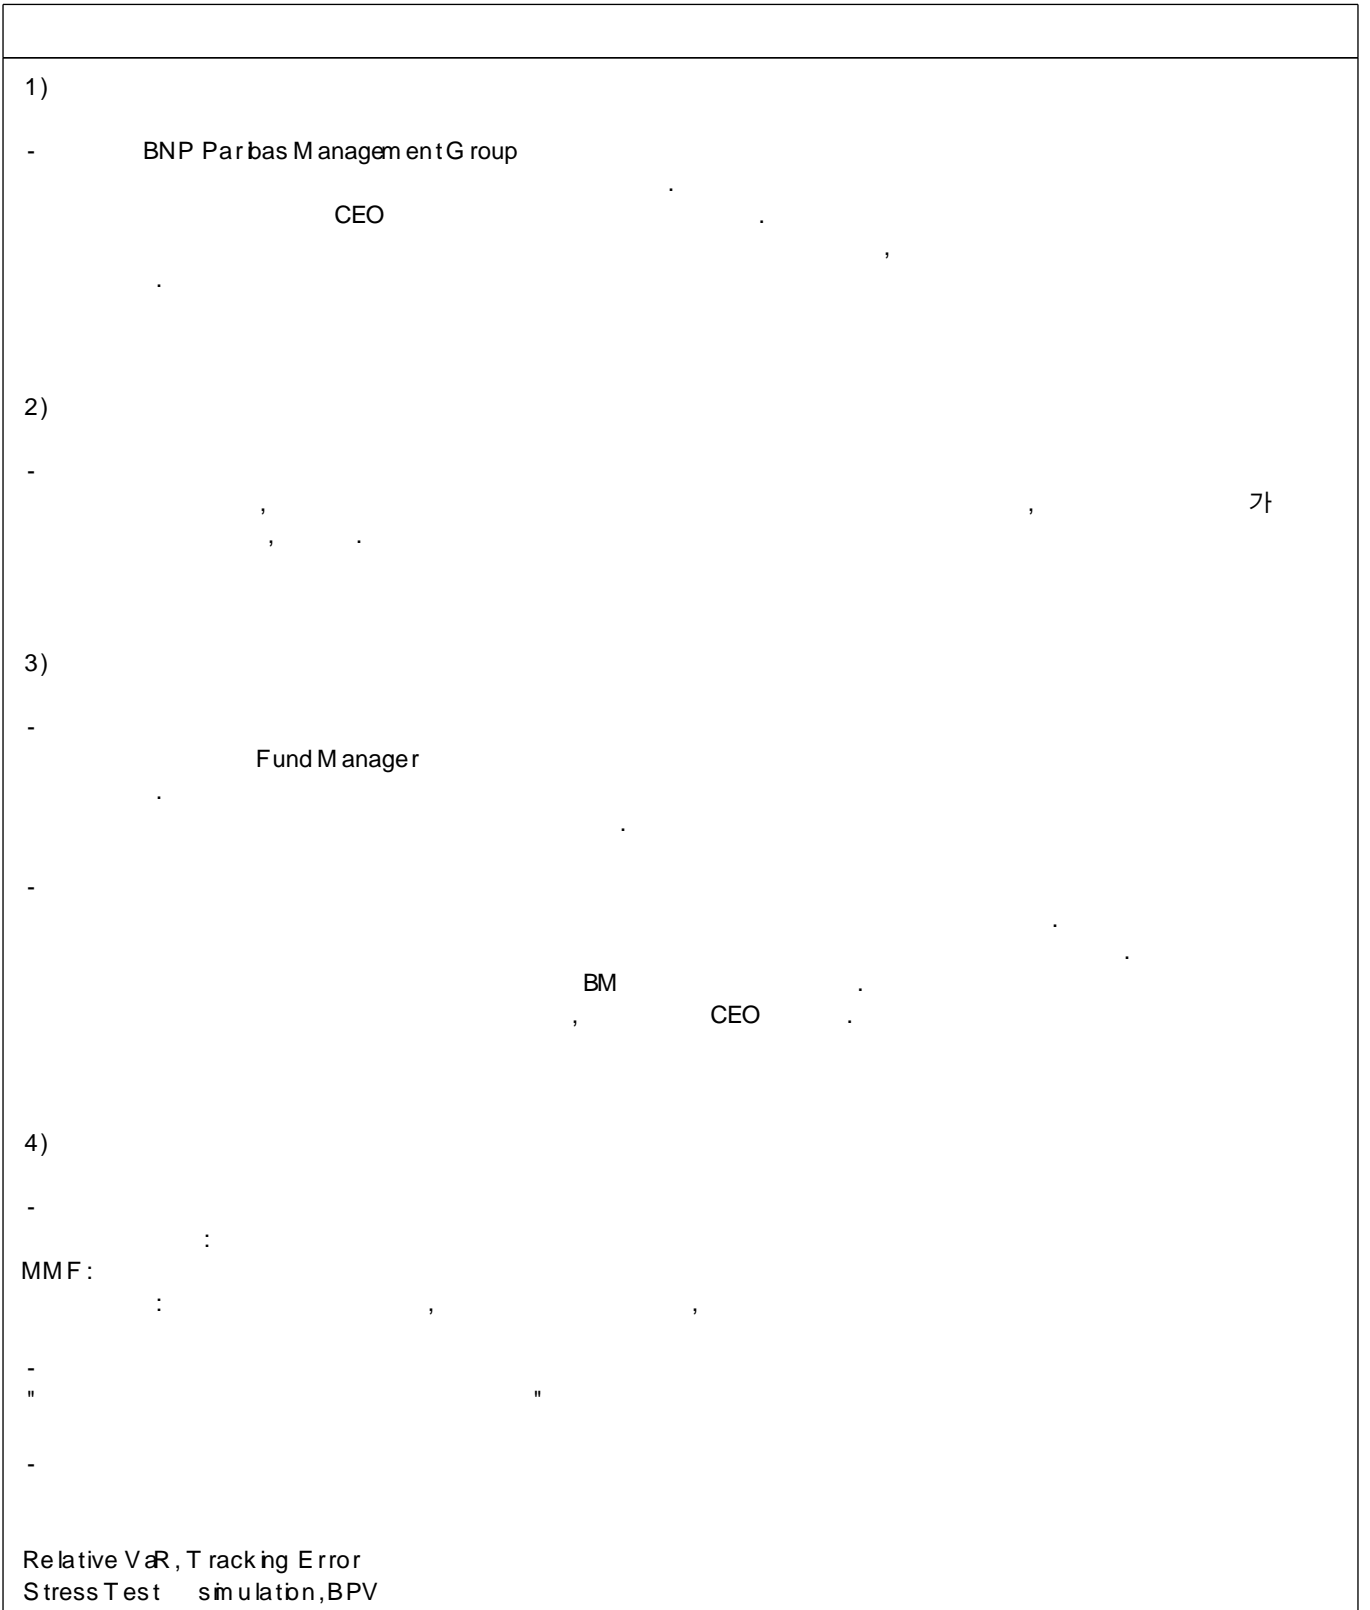 1)
- BNP Paribas Management Group
.
CEO .
,
.
2)
-
, , 가
, .
3)
-
Fund Manager
.
.
-
.
.
BM .
, CEO .
4)
-
:
MMF :
: , ,
-
" "
-
Relative VaR, Tracking Error
Stress Test simulation, BPV